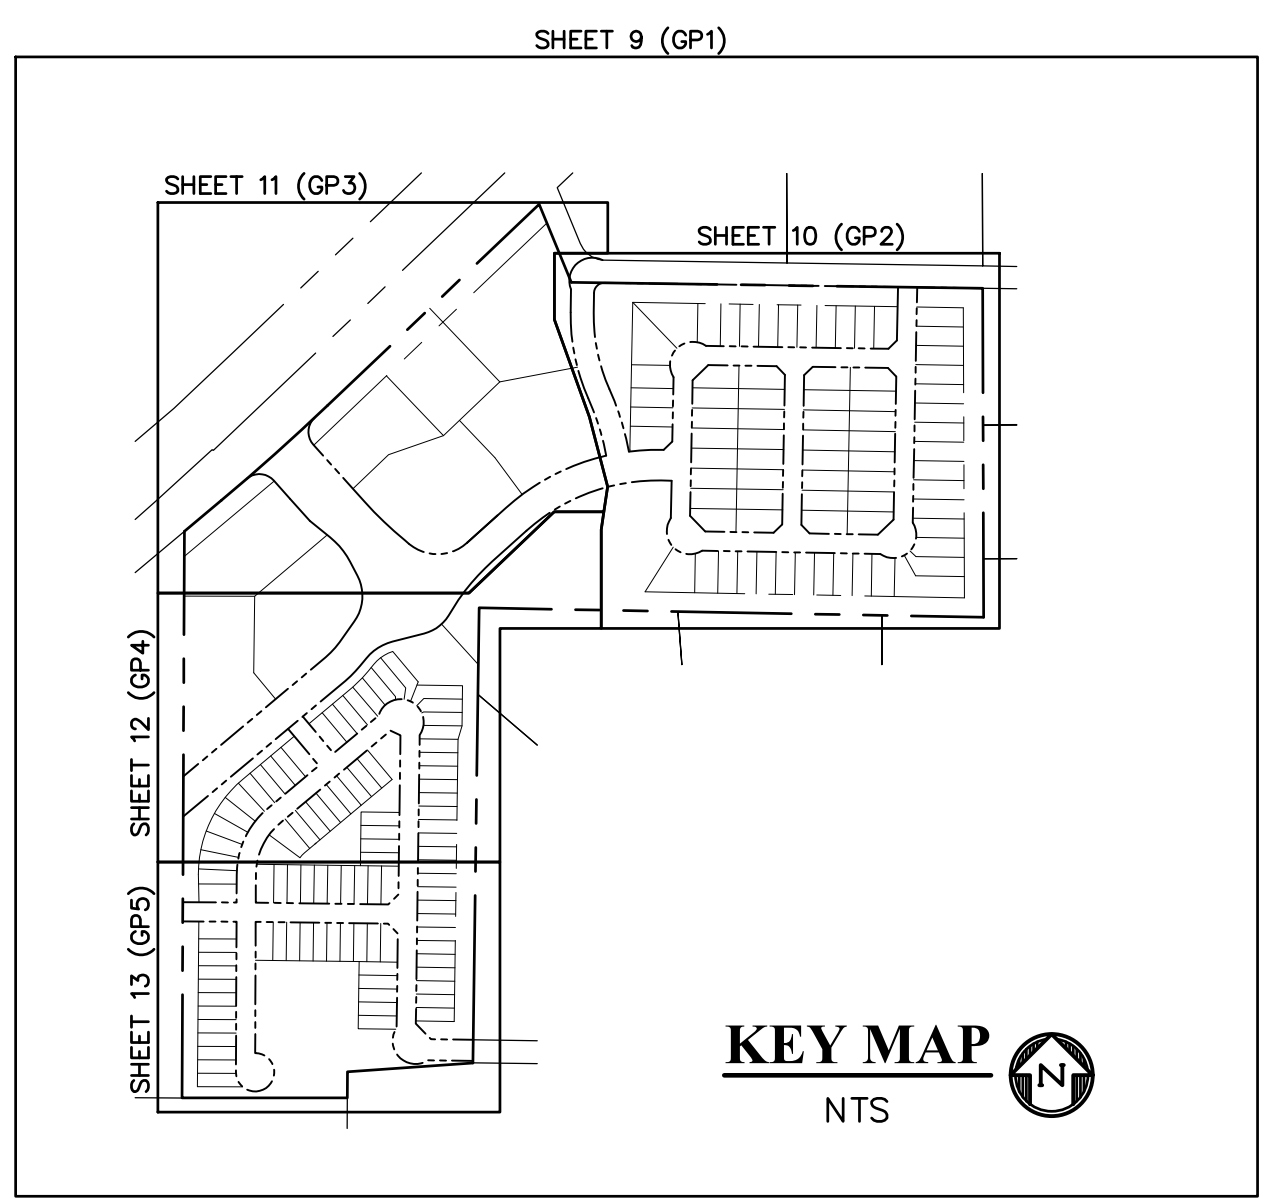 SHEET 9 (GP1)
SHEET 11 (GP3)
SHEET 10 (GP2)
SHEET 12 (GP4)
SHEET 13 (GP5)
KEY MAP
N
NTS